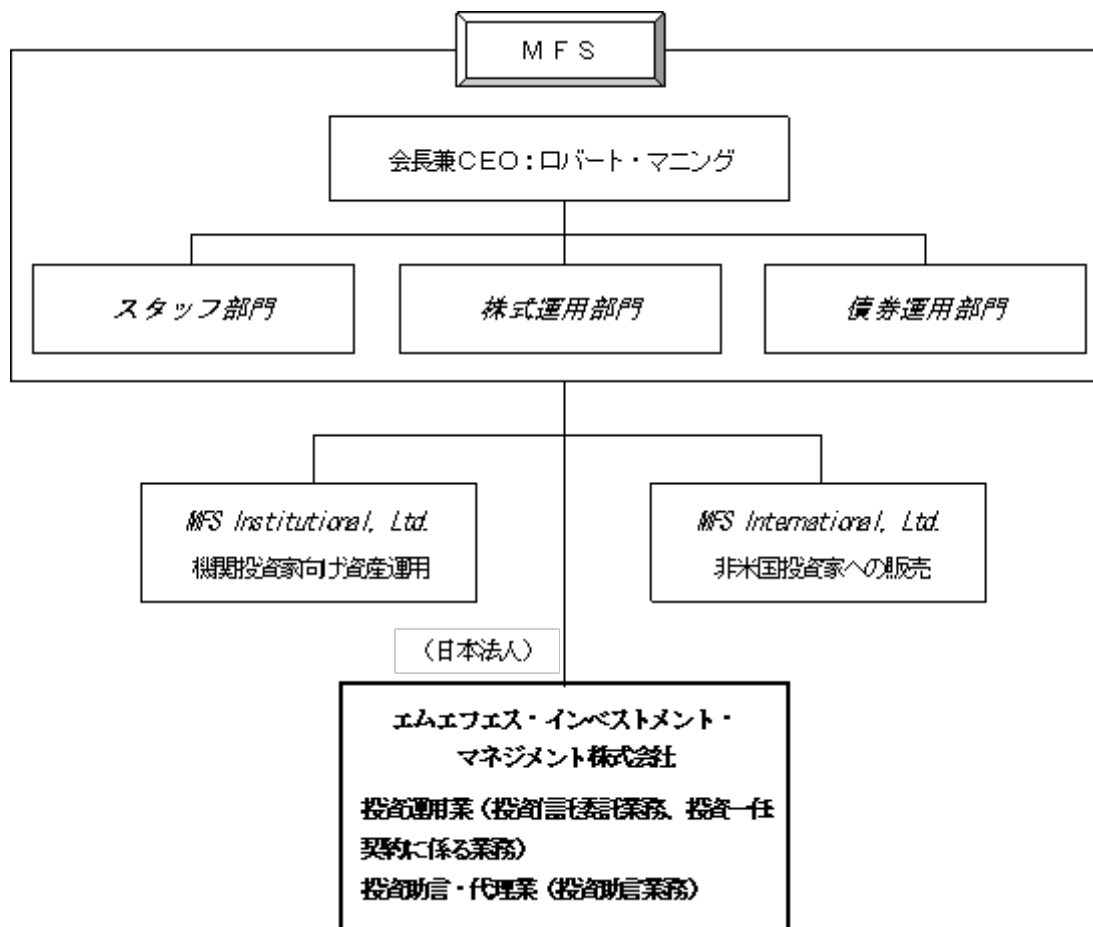 ＭＦＳ
会長兼ＣＥＯ：ロバート・マニング
スタッフ部門
株式運用部門
債券運用部門
MFS Institutional, Ltd.
機関投資家向け資産運用
MFS International, Ltd.
非米国投資家への販売
（日本法人）
エムエフエス・インベストメント・
マネジメント株式会社
投資運用業（投資信託委託業務、投資一任
契約に係る業務）
投資助言・代理業（投資助言業務）